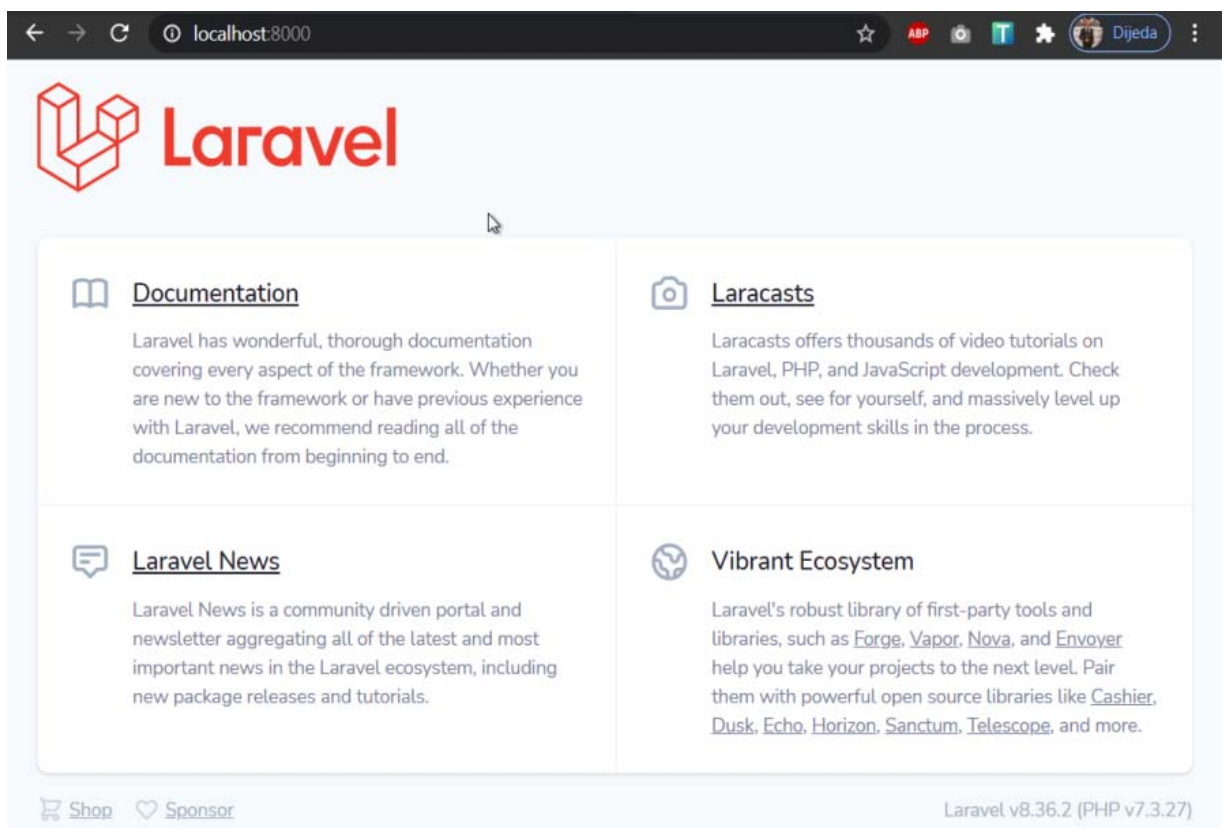 localhost:8000
ABP
T
Dijeda
Laravel
Documentation
Laravel has wonderful, thorough documentation
covering every aspect of the framework. Whether you
are new to the framework or have previous experience
with Laravel, we recommend reading all of the
documentation from beginning to end.
Laracasts
Laracasts offers thousands of video tutorials on
Laravel, PHP, and JavaScript development. Check
them out, see for yourself, and massively level up
your development skills in the process.
Laravel News
Laravel News is a community driven portal and
newsletter aggregating all of the latest and most
important news in the Laravel ecosystem, including
new package releases and tutorials.
Vibrant Ecosystem
Laravel's robust library of first-party tools and
libraries, such as Forge, Vapor, Nova, and Envoyer
help you take your projects to the next level. Pair
them with powerful open source libraries like Cashier,
Dusk, Echo, Horizon, Sanctum, Telescope, and more.
Shop
Sponsor
Laravel v8.36.2 (PHP v7.3.27)